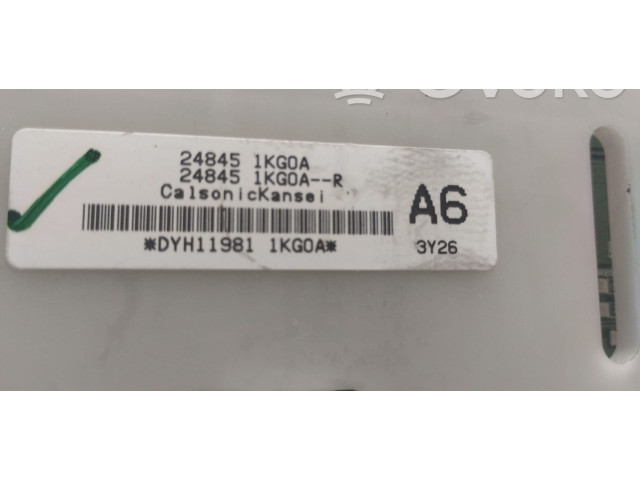 24845 1KG0A
24845 1KG0A--R
CalsonicKansei
A6
*DYH11981 1KG0A*
3Y26